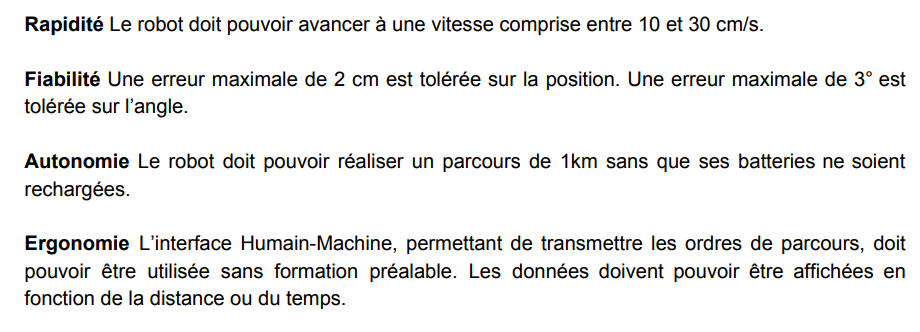 Rapidité Le robot doit pouvoir avancer à une vitesse comprise entre 10 et 30 cm/s.
Fiabilité Une erreur maximale de 2 cm est tolérée sur la position. Une erreur maximale de 3° est
tolérée sur l'angle.
Autonomie Le robot doit pouvoir réaliser un parcours de 1km sans que ses batteries ne soient
rechargées.
Ergonomie L'interface Humain-Machine, permettant de transmettre les ordres de parcours, doit
pouvoir être utilisée sans formation préalable. Les données doivent pouvoir être affichées en
fonction de la distance ou du temps.